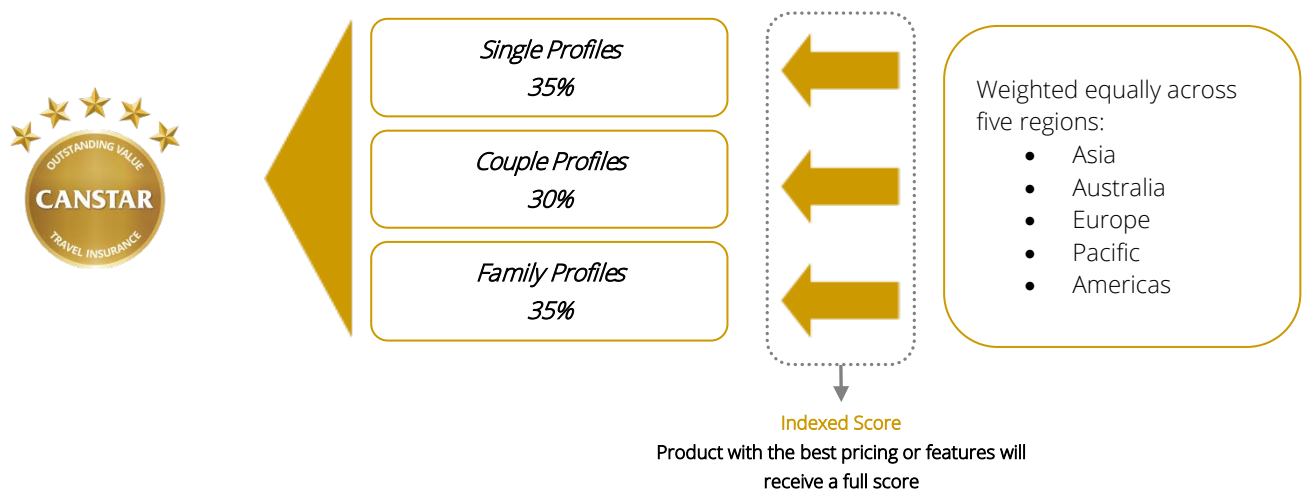 OUTSTANDING VALUE
CANSTAR
TRAVEL INSURANCE
Single Profiles
35%
Couple Profiles
30%
Family Profiles
35%
Weighted equally across
five regions:
• Asia
• Australia
• Europe
• Pacific
• Americas
Indexed Score
Product with the best pricing or features will
receive a full score